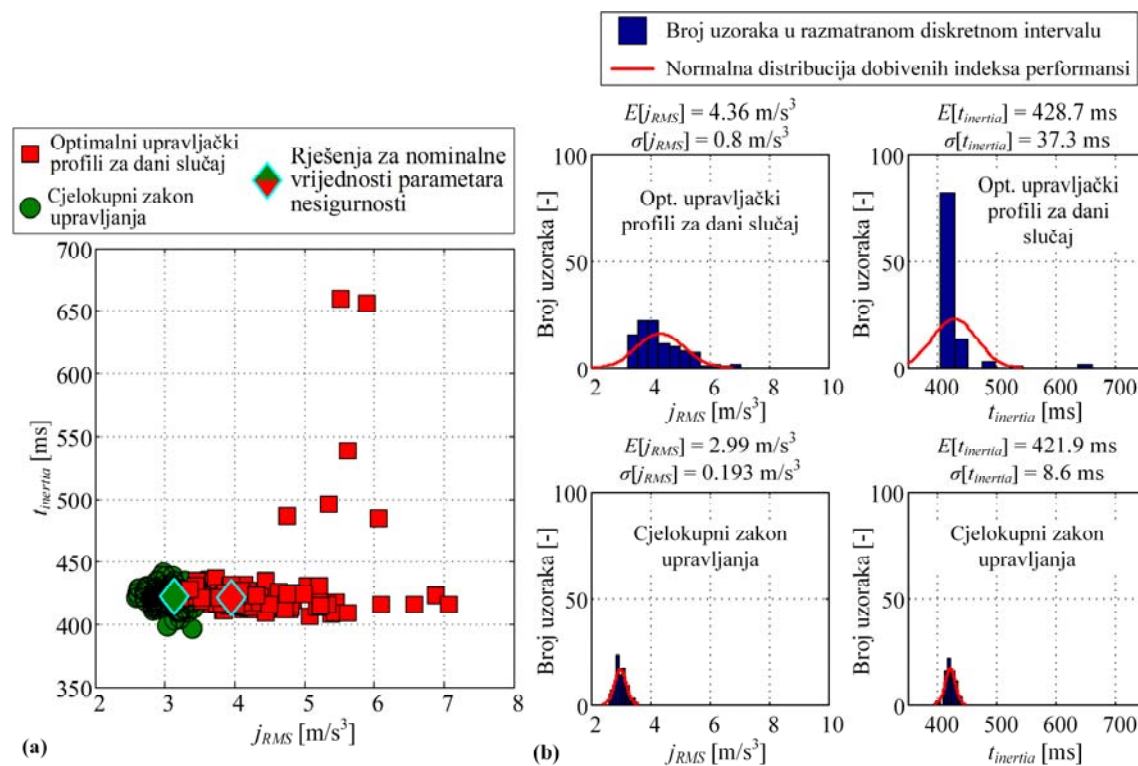 Optimalni upravljački
profili za dani slučaj
Cjelokupni zakon
upravljanja
Rješenja za nominalne
vrijednosti parametara
nesigurnosti
700
650
600
550
500
450
400
350
t_inertia [ms]
2 3 4 5 6 7 8
j_RMS [m/s³]
(a)
Broj uzoraka u razmatranom diskretnom intervalu
Normalna distribucija dobivenih indeksa performansi
E[j_RMS] = 4.36 m/s³
σ[j_RMS] = 0.8 m/s³
100
50
0
Broj uzoraka [-]
Opt. upravljački
profili za dani slučaj
2 4 6 8 10
j_RMS [m/s³]
E[t_inertia] = 428.7 ms
σ[t_inertia] = 37.3 ms
100
50
0
Broj uzoraka [-]
Opt. upravljački
profili za dani
slučaj
400 500 600 700
t_inertia [ms]
E[j_RMS] = 2.99 m/s³
σ[j_RMS] = 0.193 m/s³
100
50
0
Broj uzoraka [-]
Cjelokupni zakon
upravljanja
2 4 6 8 10
j_RMS [m/s³]
E[t_inertia] = 421.9 ms
σ[t_inertia] = 8.6 ms
100
50
0
Broj uzoraka [-]
Cjelokupni zakon
upravljanja
400 500 600 700
t_inertia [ms]
(b)